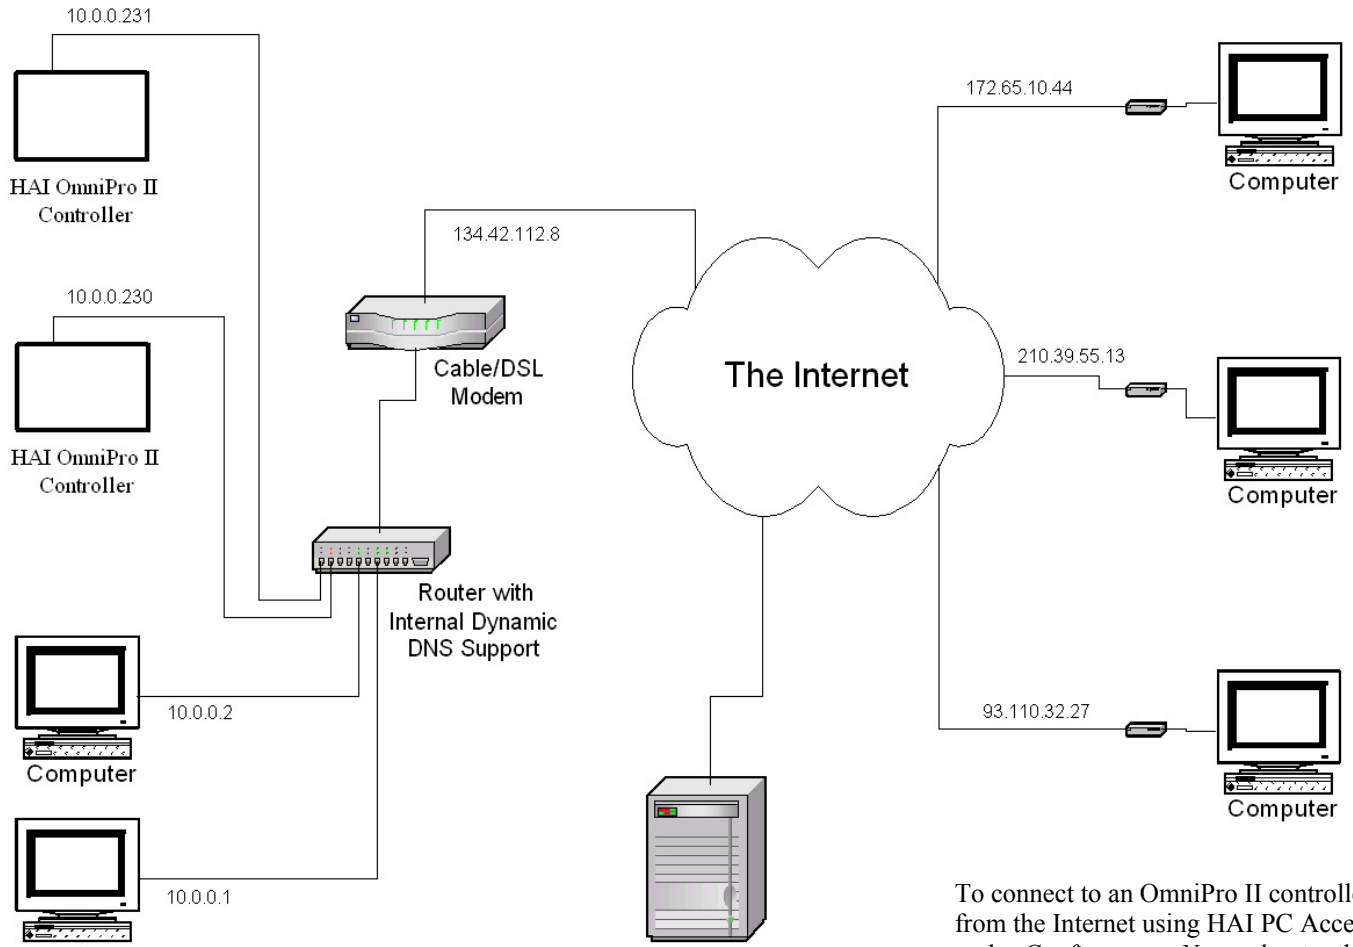 10.0.0.231
HAI OmniPro II
Controller
10.0.0.230
HAI OmniPro II
Controller
134.42.112.8
Cable/DSL
Modem
Router with
Internal Dynamic
DNS Support
10.0.0.2
Computer
10.0.0.1
The Internet
172.65.10.44
Computer
210.39.55.13
Computer
93.110.32.27
Computer
To connect to an OmniPro II controlle
from the Internet using HAI PC Acce